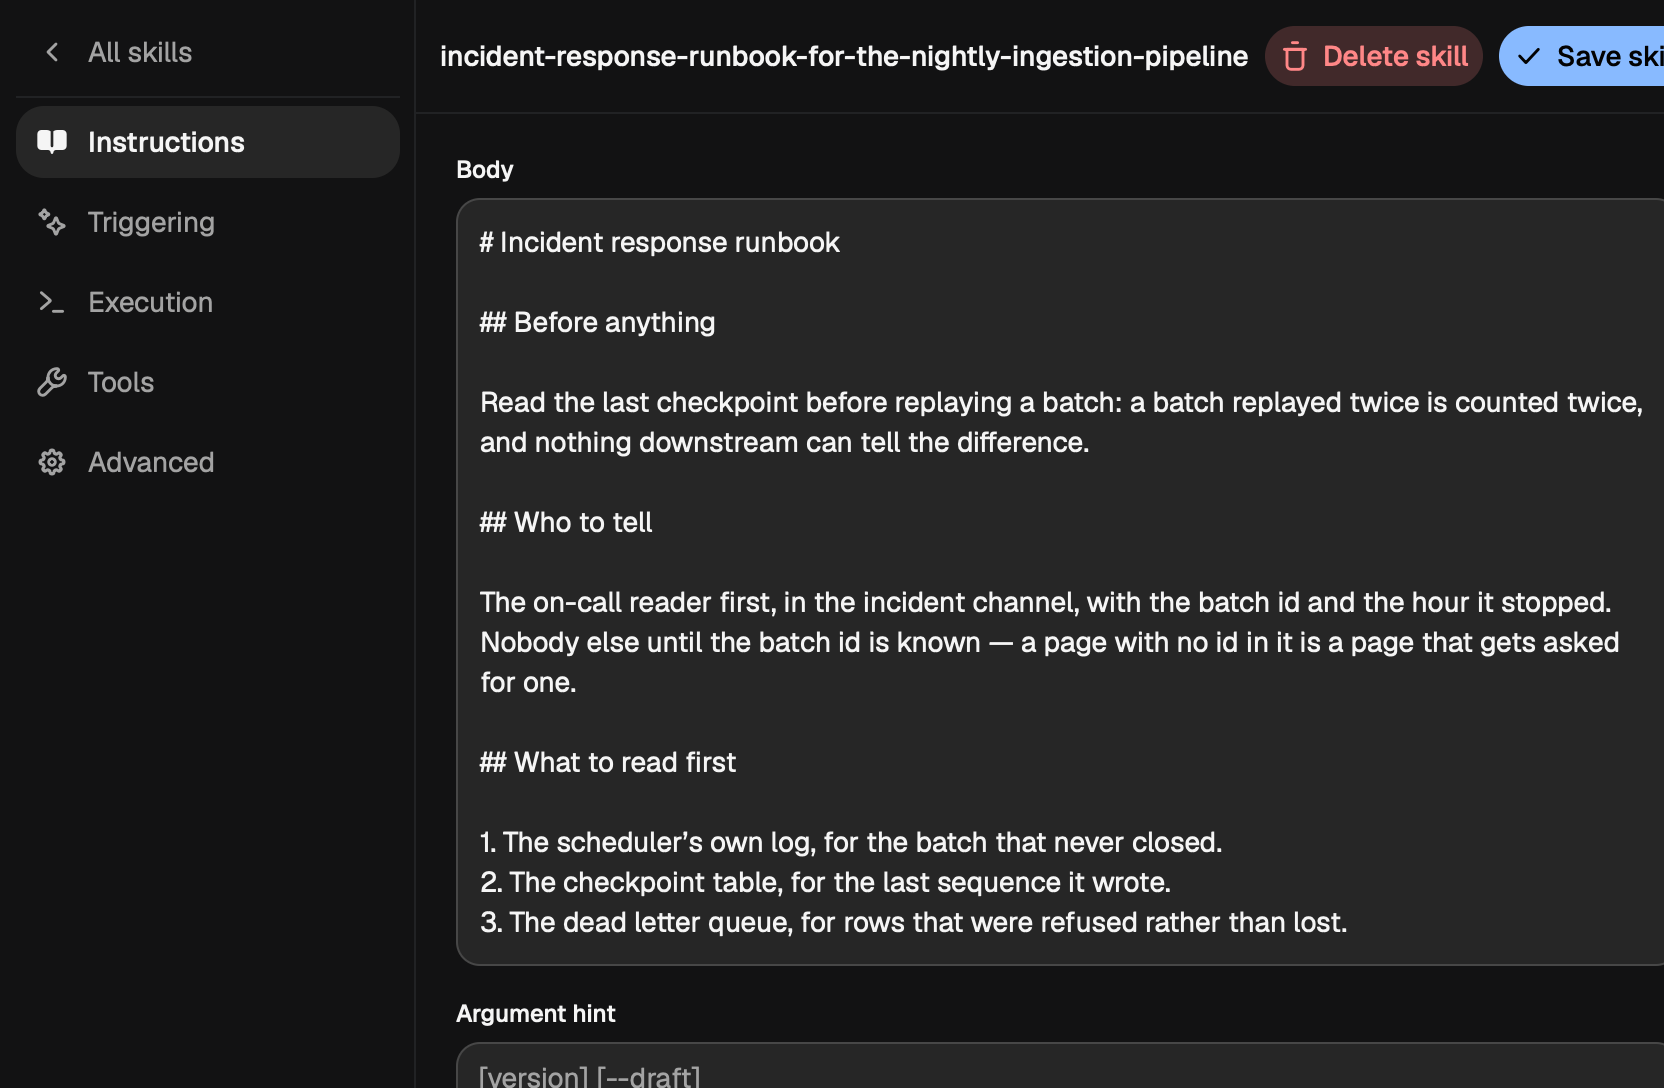 All skills
incident-response-runbook-for-the-nightly-ingestion-pipeline
Delete skill
Save ski
Instructions
Triggering
Execution
Tools
Advanced
Body
# Incident response runbook
## Before anything
Read the last checkpoint before replaying a batch: a batch replayed twice is counted twice,
and nothing downstream can tell the difference.
## Who to tell
The on-call reader first, in the incident channel, with the batch id and the hour it stopped.
Nobody else until the batch id is known — a page with no id in it is a page that gets asked
for one.
## What to read first
1. The scheduler’s own log, for the batch that never closed.
2. The checkpoint table, for the last sequence it wrote.
3. The dead letter queue, for rows that were refused rather than lost.
Argument hint
[version] [--draft]